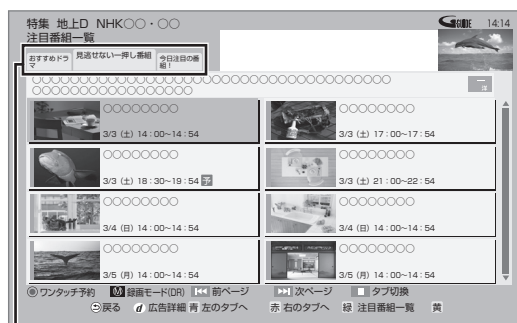 特集 地上D NHK○○・○○
GGUIDE 14:14
注目番組一覧
おすすめドラマ
見逃せない一押し番組
今日注目の番組！
○○○○○○○○○○○○○○○○○○○○○○○○○○○○○○○○○○○○
○○○○○○○○○○○○○○○○○
○○○○○○○○
3/3 (土) 14:00~14:54
○○○○○○○○
3/3 (土) 17:00~17:54
○○○○○○○○
3/3 (土) 18:30~19:54 予
○○○○○○○○
3/3 (土) 21:00~22:54
○○○○○○○○
3/4 (日) 14:00~14:54
○○○○○○○○
3/4 (日) 14:00~14:54
○○○○○○○○
3/5 (月) 14:00~14:54
○○○○○○○○
3/5 (月) 14:00~14:54
ワンタッチ予約 M 録画モード(DR) 前ページ 次ページ タブ切換
戻る d 広告詳細 青 左のタブへ 赤 右のタブへ 緑 注目番組一覧 黄